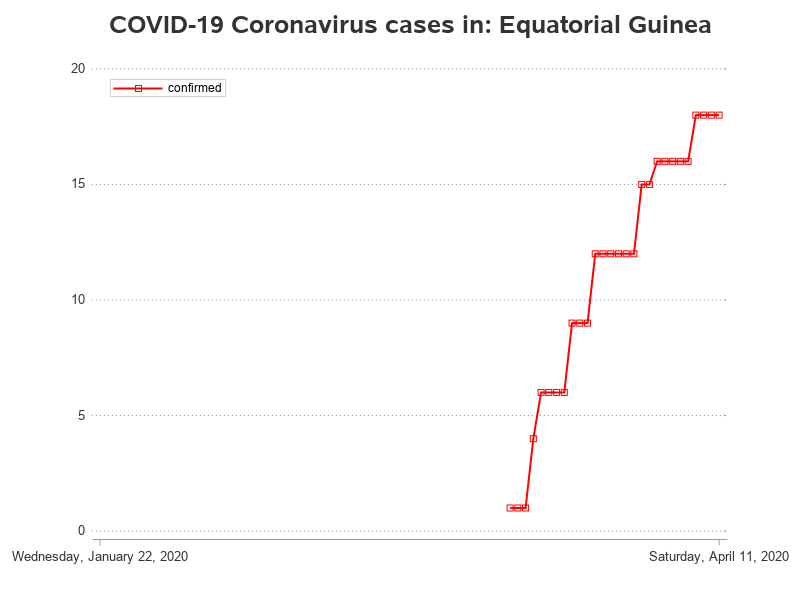 COVID-19 Coronavirus cases in: Equatorial Guinea
20
confirmed
15
10
5
0
Wednesday, January 22, 2020
Saturday, April 11, 2020